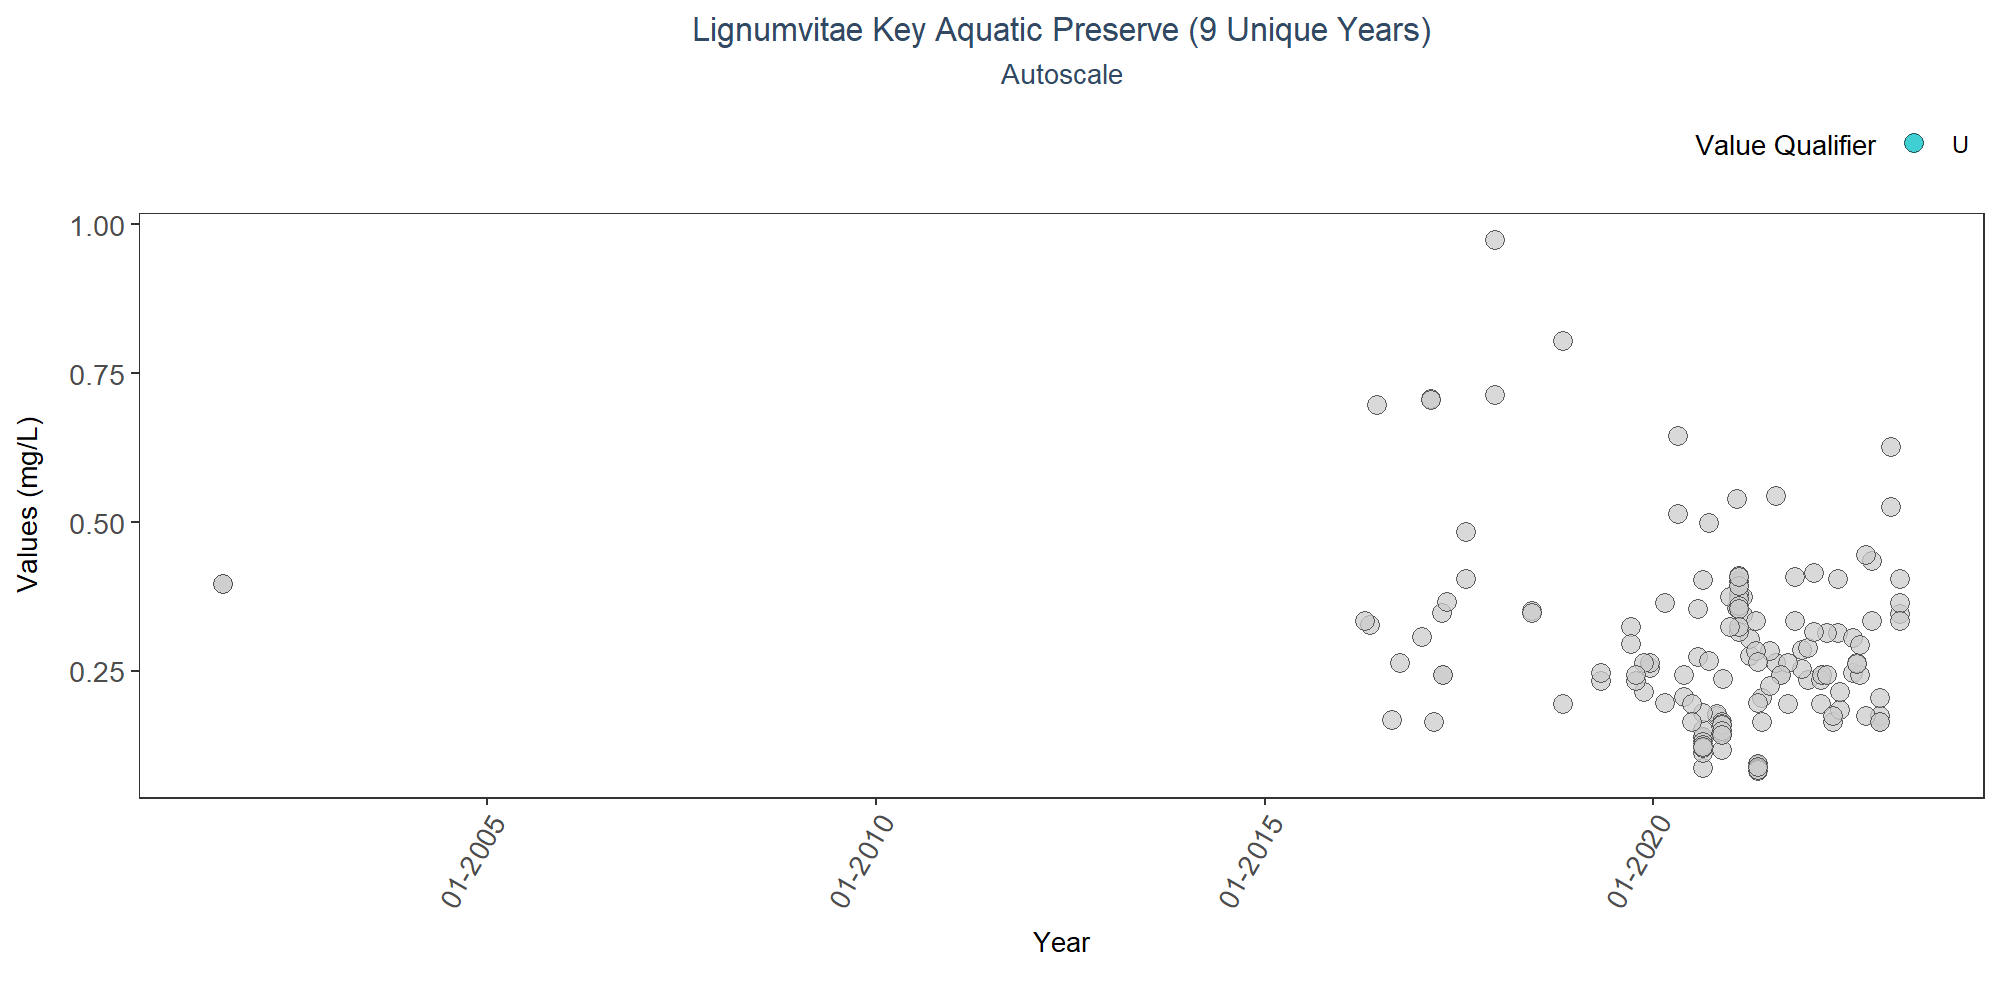 Lignumvitae Key Aquatic Preserve (9 Unique Years)
Autoscale
Value Qualifier U
1.00
0.75
0.50
0.25
Values (mg/L)
01-2005
01-2010
01-2015
01-2020
Year